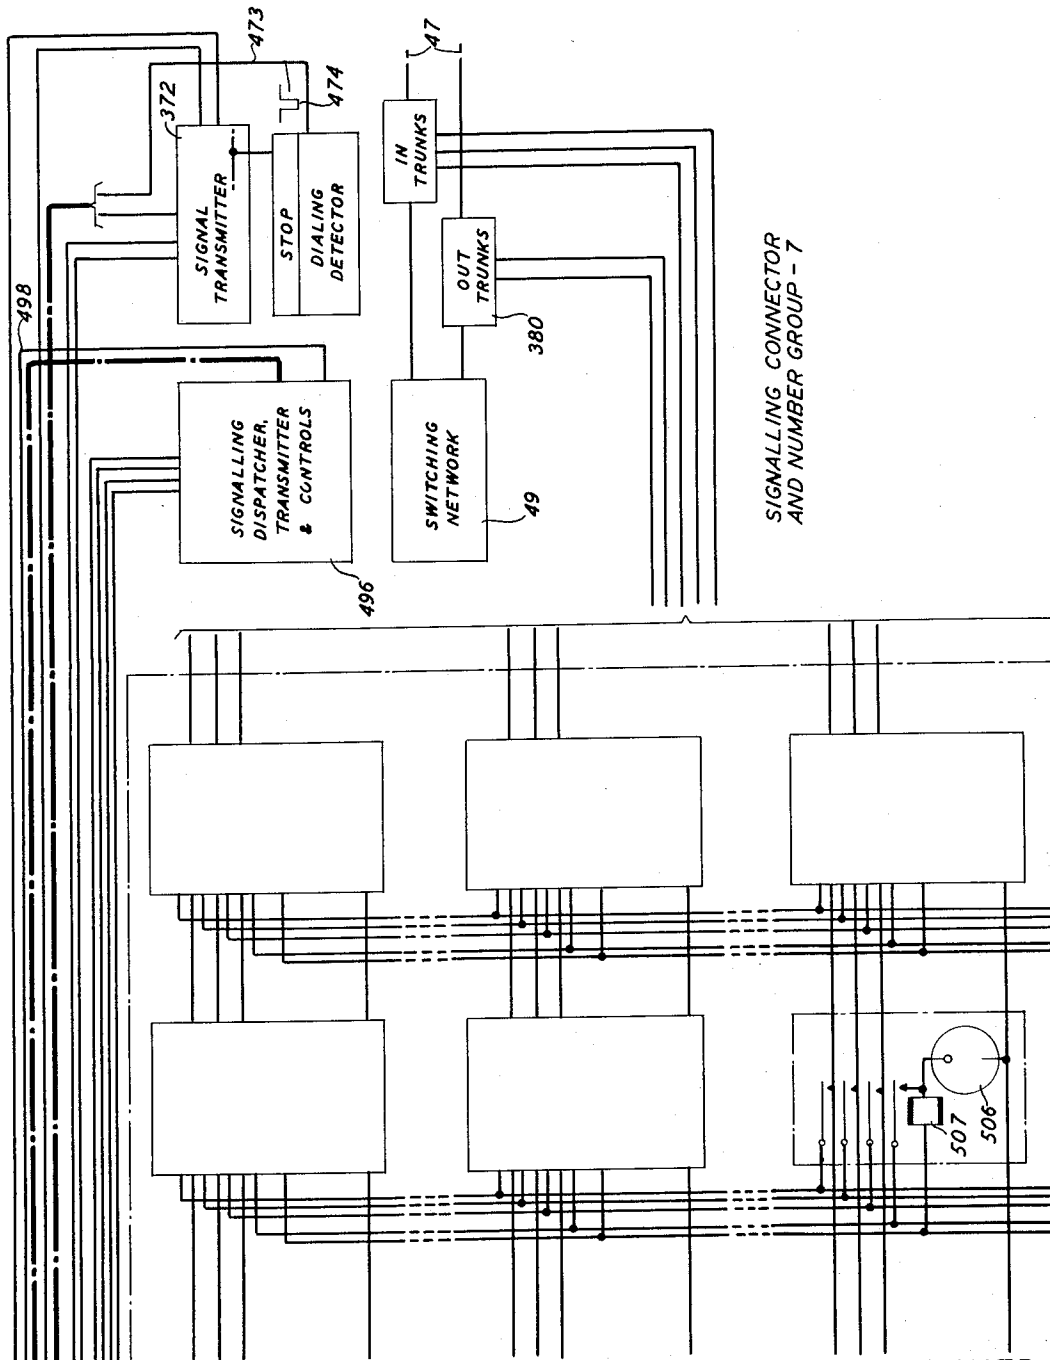 473
474
372
SIGNAL
TRANSMITTER
STOP
DIALING
DETECTOR
47
IN
TRUNKS
OUT
TRUNKS
380
498
SIGNALLING
DISPATCHER,
TRANSMITTER
& CONTROLS
496
SWITCHING
NETWORK
49
SIGNALLING CONNECTOR
AND NUMBER GROUP - 7
507
506